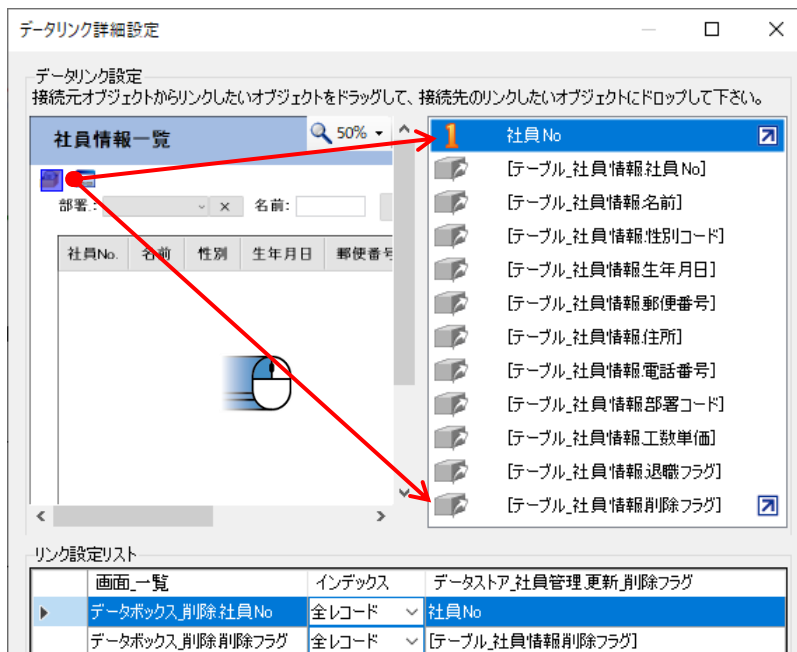 データリンク詳細設定
データリンク設定
接続元オブジェクトからリンクしたいオブジェクトをドラッグして、接続先のリンクしたいオブジェクトにドロップして下さい。
社員情報一覧
50%
部署:
名前:
社員No. 名前 性別 生年月日 郵便番号
1 社員No
[テーブル_社員情報.社員No]
[テーブル_社員情報.名前]
[テーブル_社員情報.性別コード]
[テーブル_社員情報.生年月日]
[テーブル_社員情報.郵便番号]
[テーブル_社員情報.住所]
[テーブル_社員情報.電話番号]
[テーブル_社員情報.部署コード]
[テーブル_社員情報.工数単価]
[テーブル_社員情報.退職フラグ]
[テーブル_社員情報.削除フラグ]
リンク設定リスト
画面_一覧 インデックス データストア_社員管理.更新_削除フラグ
データボックス_削除.社員No 全レコード 社員No
データボックス_削除.削除フラグ 全レコード [テーブル_社員情報.削除フラグ]